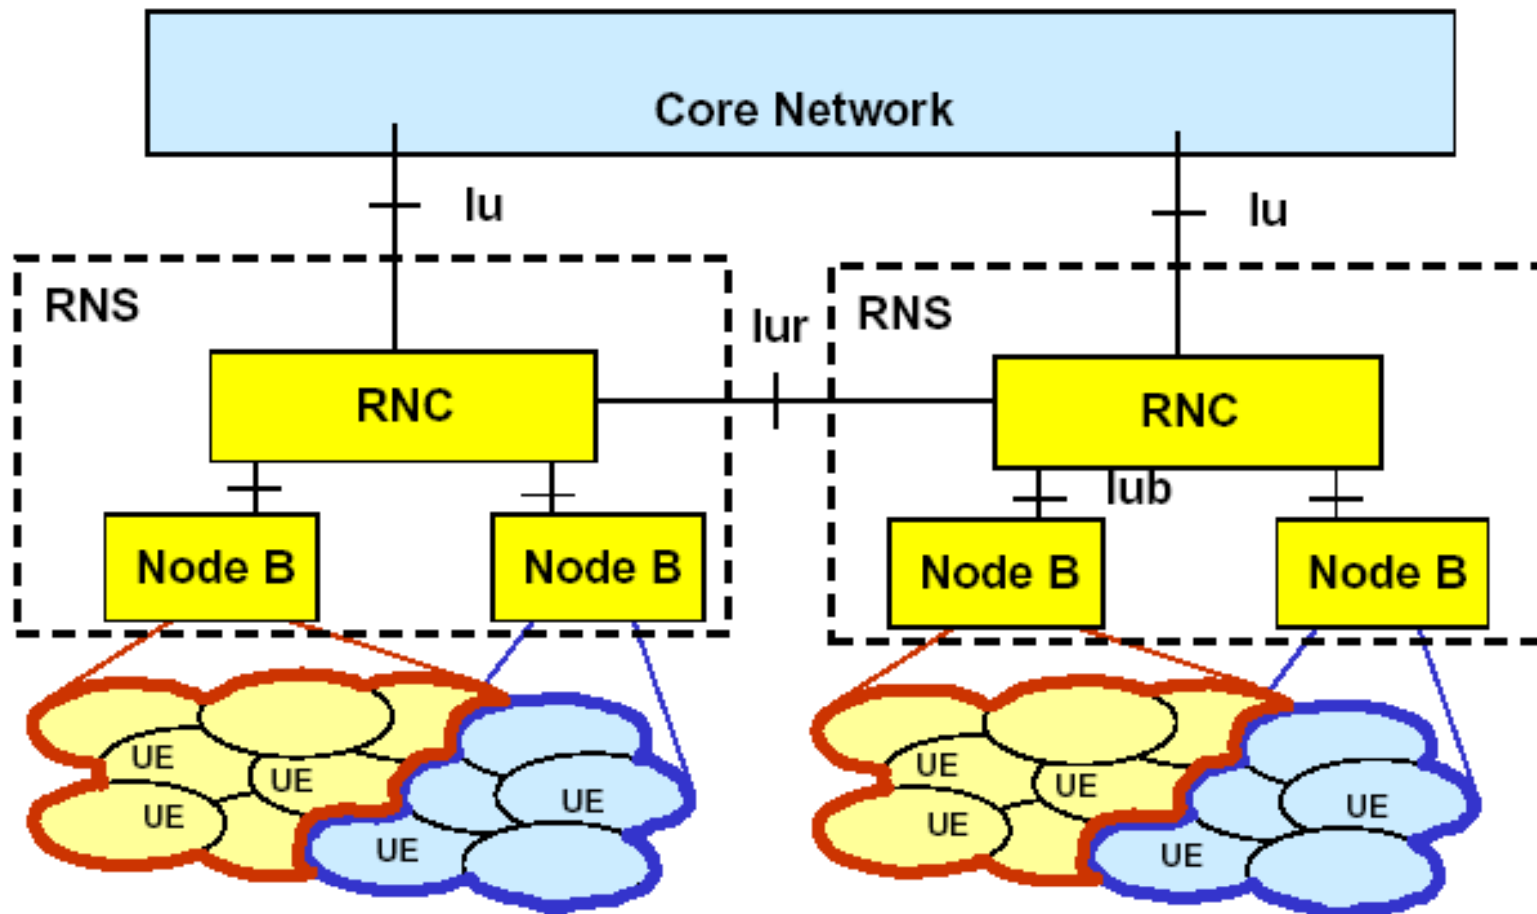 Core Network
Iu
Iu
RNS
RNS
Iur
RNC
RNC
Iub
Node B
Node B
Node B
Node B
UE
UE
UE
UE
UE
UE
UE
UE
UE
UE